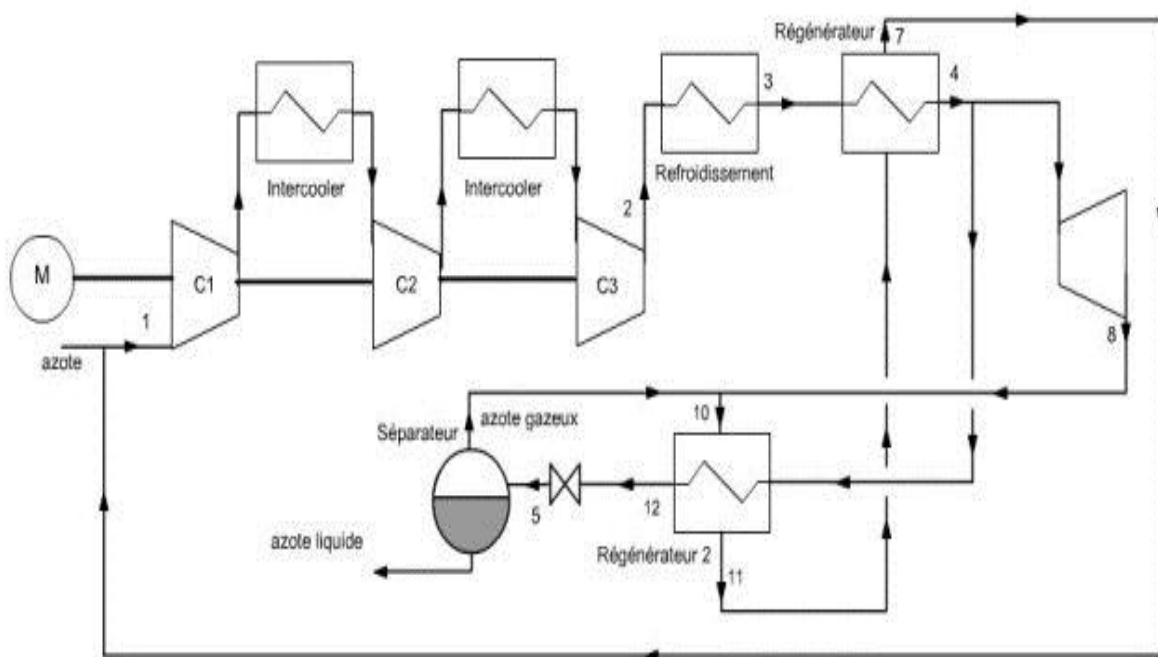 Régénérateur
7
4
3
Intercooler
Intercooler
Refroidissement
2
M
C1
C2
C3
1
azote
8
azote gazeux
10
Séparateur
5
12
azote liquide
Régénérateur 2
11